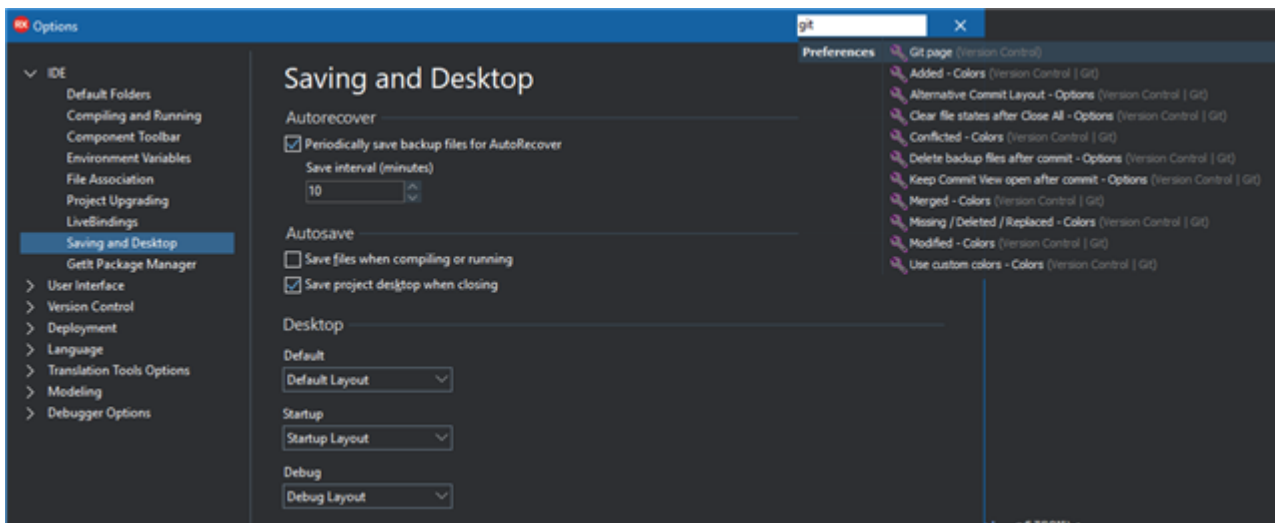 RX Options
git
IDE
Default Folders
Compiling and Running
Component Toolbar
Environment Variables
File Association
Project Upgrading
LiveBindings
Saving and Desktop
GetIt Package Manager
User Interface
Version Control
Deployment
Language
Translation Tools Options
Modeling
Debugger Options
Saving and Desktop
Autorecover
Periodically save backup files for AutoRecover
Save interval (minutes)
10
Autosave
Save files when compiling or running
Save project desktop when closing
Desktop
Default
Default Layout
Startup
Startup Layout
Debug
Debug Layout
Preferences
Git page (Version Control)
Added - Colors (Version Control | Git)
Alternative Commit Layout - Options (Version Control | Git)
Clear file states after Close All - Options (Version Control | Git)
Conflicted - Colors (Version Control | Git)
Delete backup files after commit - Options (Version Control | Git)
Keep Commit View open after commit - Options (Version Control | Git)
Merged - Colors (Version Control | Git)
Missing / Deleted / Replaced - Colors (Version Control | Git)
Modified - Colors (Version Control | Git)
Use custom colors - Colors (Version Control | Git)